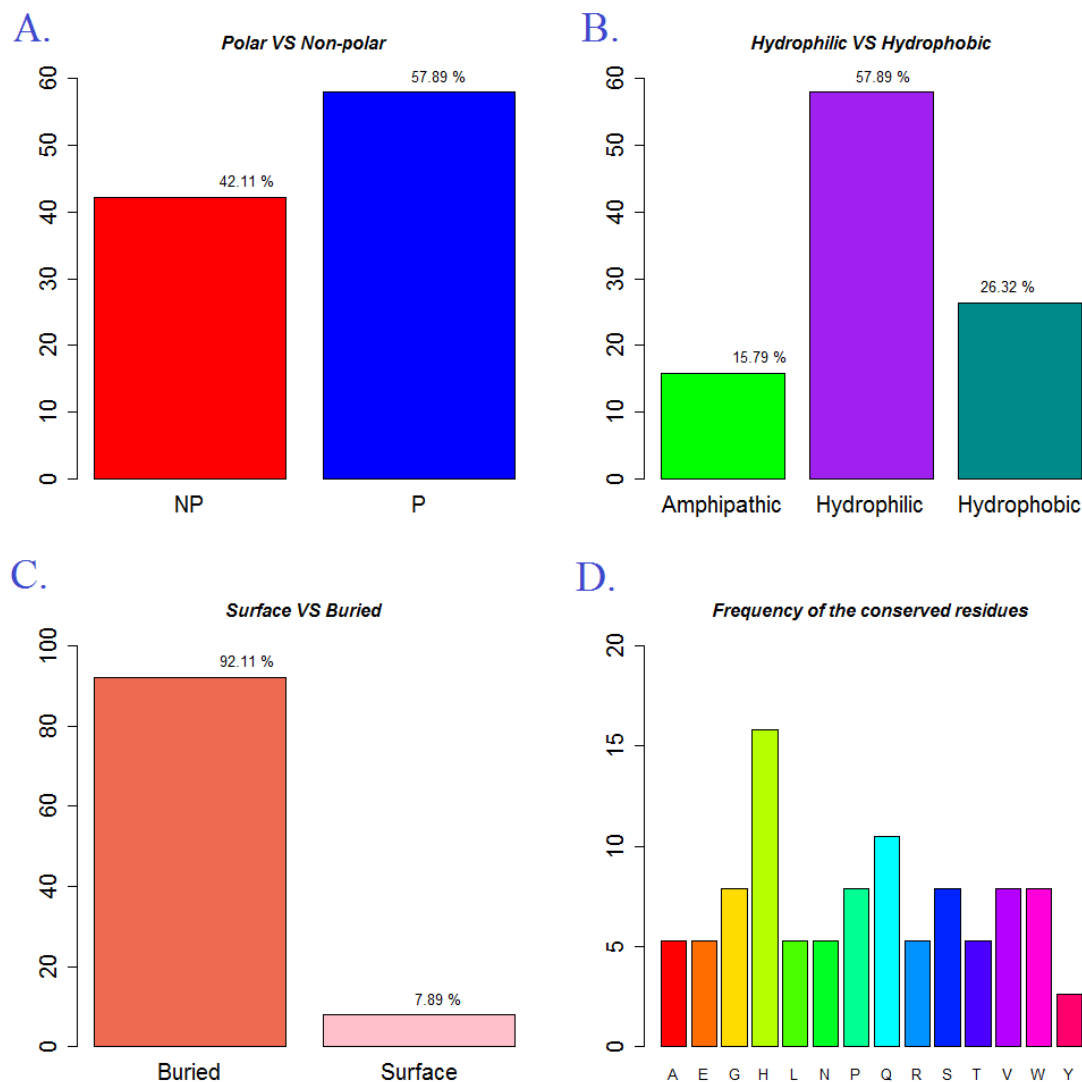 A.
Polar VS Non-polar
57.89 %
42.11 %
60
50
40
30
20
10
0
NP P
B.
Hydrophilic VS Hydrophobic
57.89 %
26.32 %
15.79 %
60
50
40
30
20
10
0
Amphipathic Hydrophilic Hydrophobic
C.
Surface VS Buried
92.11 %
7.89 %
100
80
60
40
20
0
Buried Surface
D.
Frequency of the conserved residues
20
15
10
5
0
A E G H L N P Q R S T V W Y